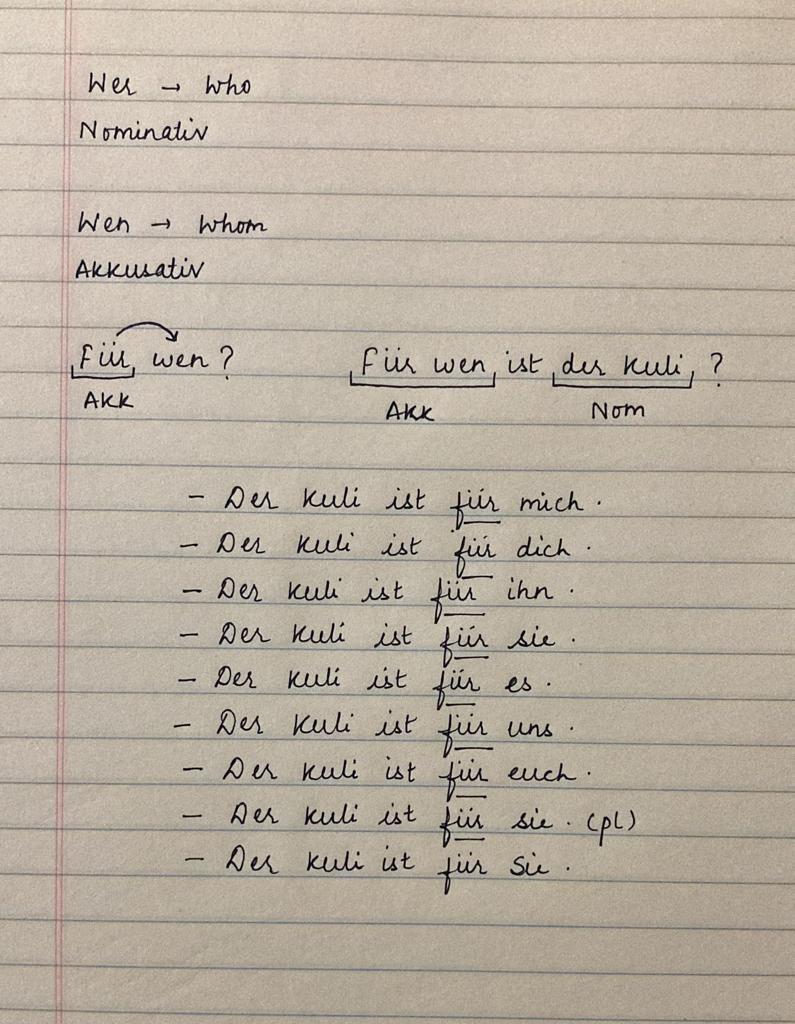 Wer → Who
Nominativ
Wen → Whom
Akkusativ
Für wen? Für wen ist der Kuli?
AKK AKK Nom
- Der Kuli ist für mich.
- Der Kuli ist für dich.
- Der Kuli ist für ihn.
- Der Kuli ist für sie.
- Der Kuli ist für es.
- Der Kuli ist für uns.
- Der Kuli ist für euch.
- Der Kuli ist für sie. (pl)
- Der Kuli ist für Sie.